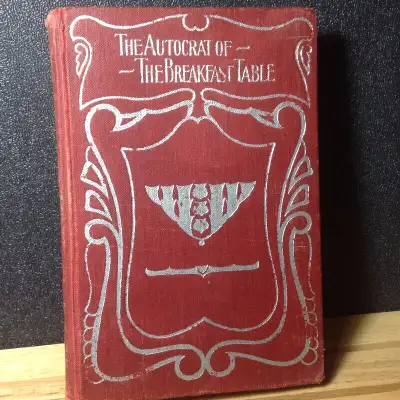 The Autocrat of —
— The Breakfast Table